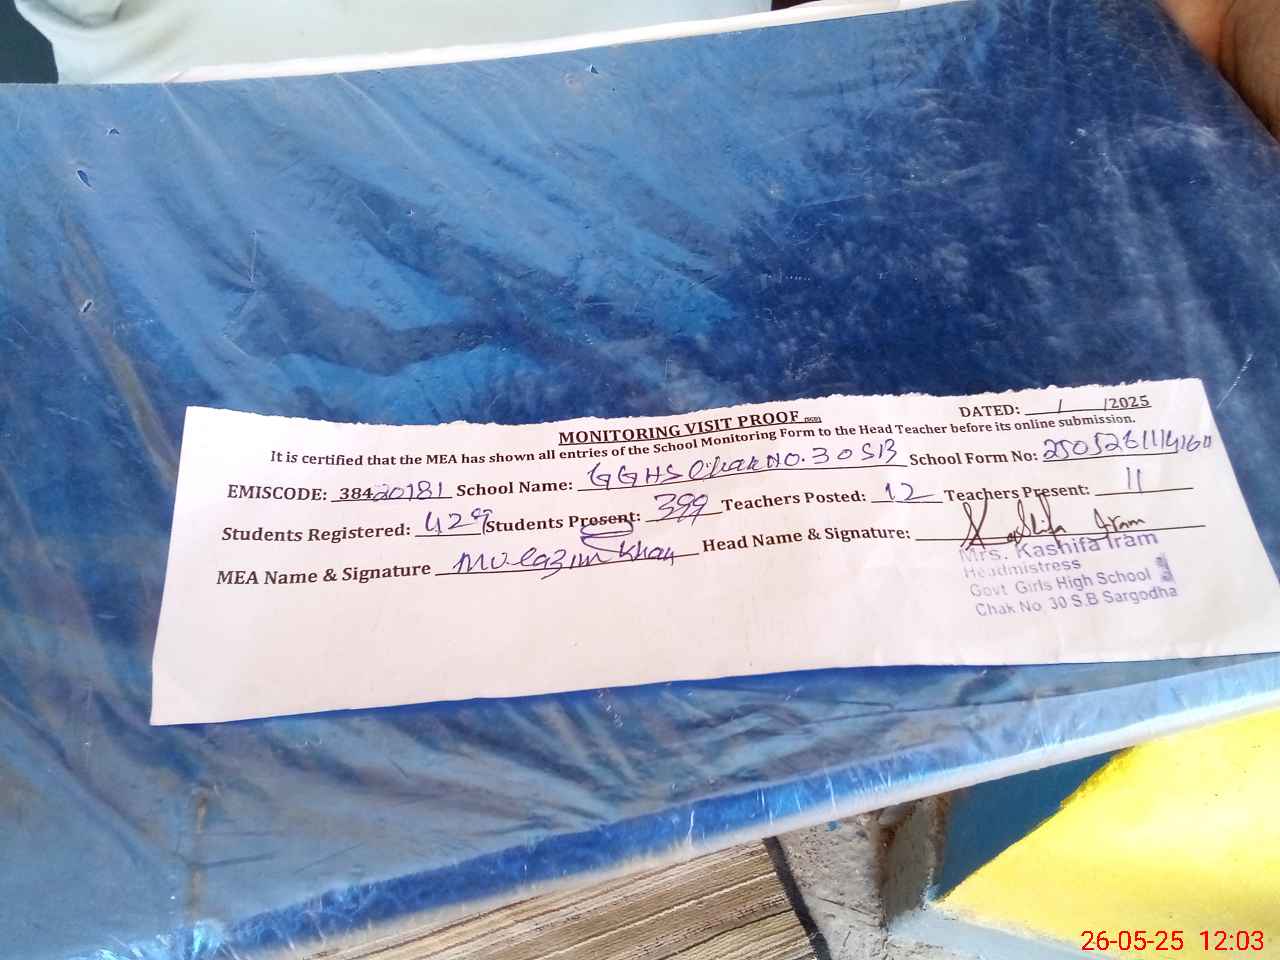 MONITORING VISIT PROOF (SGD)
DATED: ___/___/2025
It is certified that the MEA has shown all entries of the School Monitoring Form to the Head Teacher before its online submission.
EMISCODE: 38420181 School Name: GGHS Chak NO. 30 SB School Form No: 250526111460
Students Registered: 429 Students Present: 399 Teachers Posted: 12 Teachers Present: 11
MEA Name & Signature Mulazim Khan Head Name & Signature: Kashifa Iram
Mrs. Kashifa Iram
Headmistress
Govt Girls High School
Chak No 30 S.B Sargodha
26-05-25 12:03